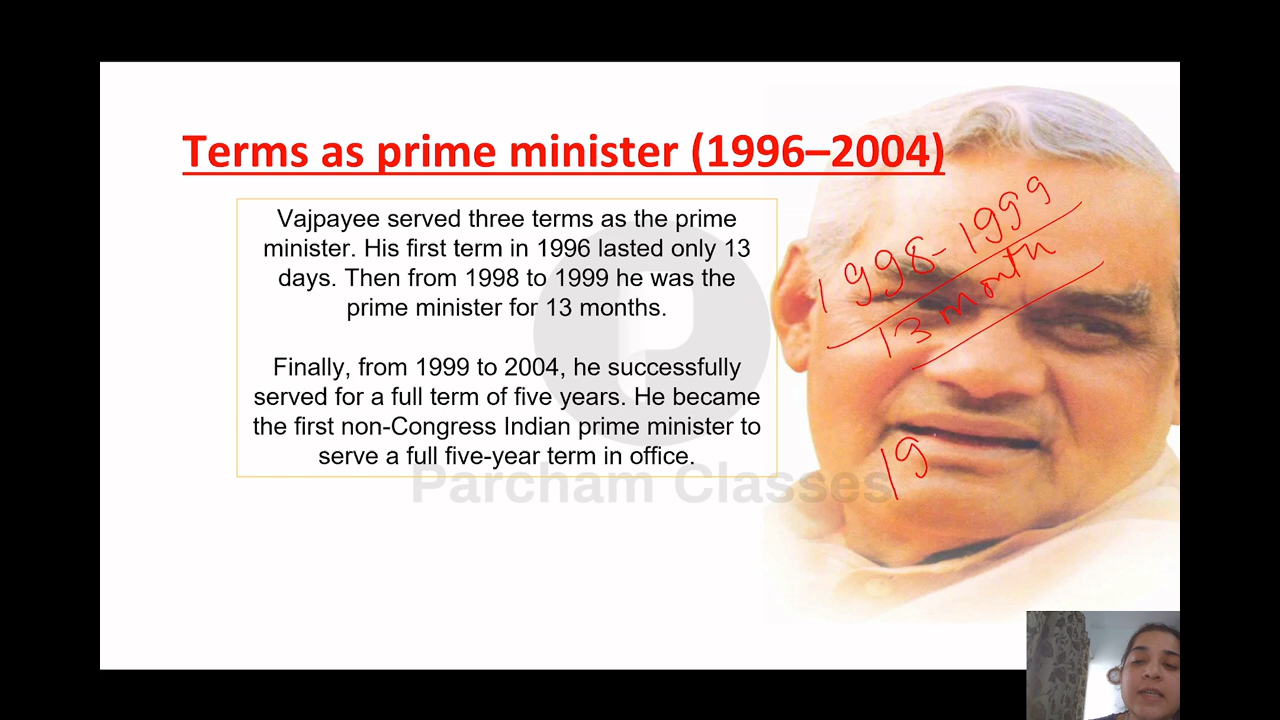 Terms as prime minister (1996–2004)
Vajpayee served three terms as the prime
minister. His first term in 1996 lasted only 13
days. Then from 1998 to 1999 he was the
prime minister for 13 months.
Finally, from 1999 to 2004, he successfully
served for a full term of five years. He became
the first non-Congress Indian prime minister to
serve a full five-year term in office.
Parcham Classes
1998-1999
13 month
19